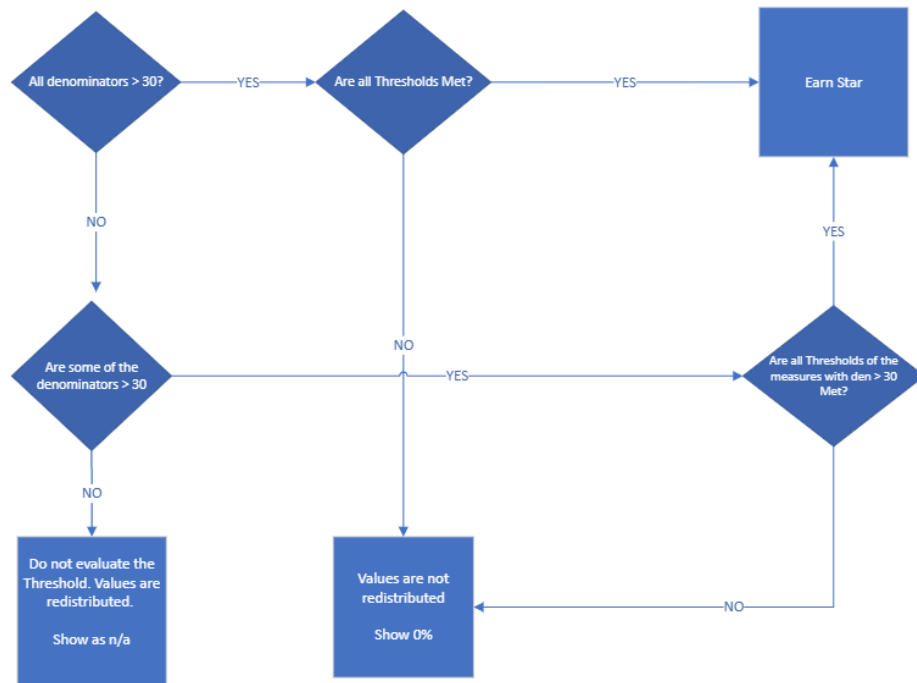 All denominators > 30?
YES
Are all Thresholds Met?
YES
Earn Star
NO
YES
NO
Are some of the
denominators > 30
YES
Are all Thresholds of the
measures with den > 30
Met?
NO
Do not evaluate the
Threshold. Values are
redistributed.
Show as n/a
Values are not
redistributed
Show 0%
NO